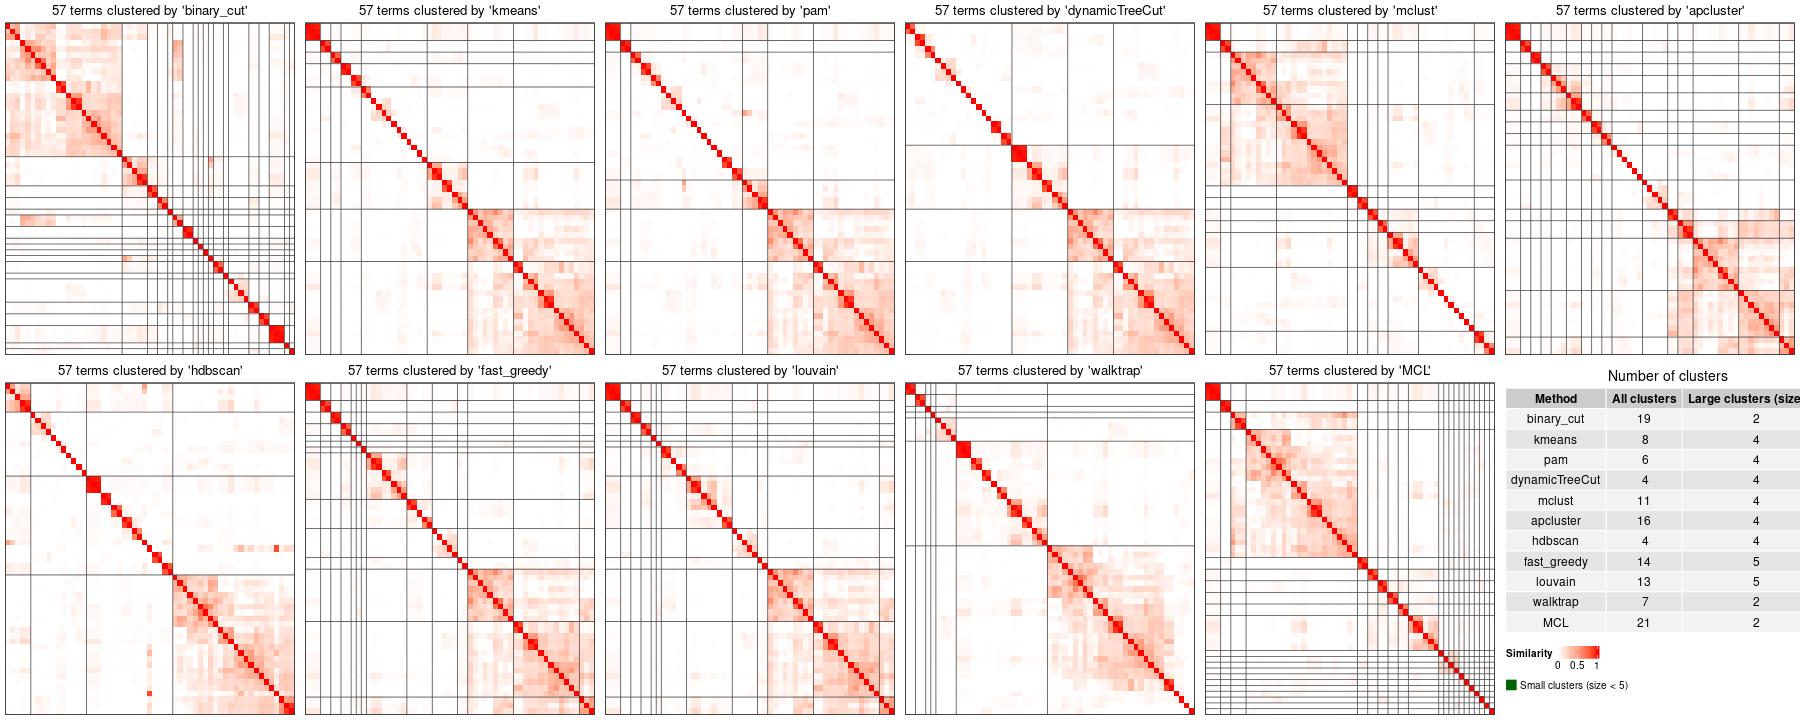 57 terms clustered by 'binary_cut'
57 terms clustered by 'kmeans'
57 terms clustered by 'pam'
57 terms clustered by 'dynamicTreeCut'
57 terms clustered by 'mclust'
57 terms clustered by 'apcluster'
57 terms clustered by 'hdbscan'
57 terms clustered by 'fast_greedy'
57 terms clustered by 'louvain'
57 terms clustered by 'walktrap'
57 terms clustered by 'MCL'
Number of clusters
Method All clusters Large clusters (size
binary_cut 19 2
kmeans 8 4
pam 6 4
dynamicTreeCut 4 4
mclust 11 4
apcluster 16 4
hdbscan 4 4
fast_greedy 14 5
louvain 13 5
walktrap 7 2
MCL 21 2
Similarity
0 0.5 1
Small clusters (size < 5)